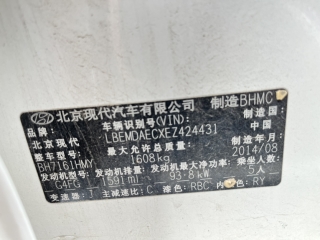 北京现代汽车有限公司 制造BHMC
车辆识别号(VIN): 制造国:
北京现代 LBEMDAECXEZ424431 中国
整车型号: 最大允许总质量: 制造年月:
BH7161HMY 1608kg 2014/08
发动机型号: 发动机排量: 发动机最大净功率: 乘坐人数:
G4FG 1591ml 93.8kW 5人
变速器: I 主减速器: C 漆色: RBC 内饰: RY